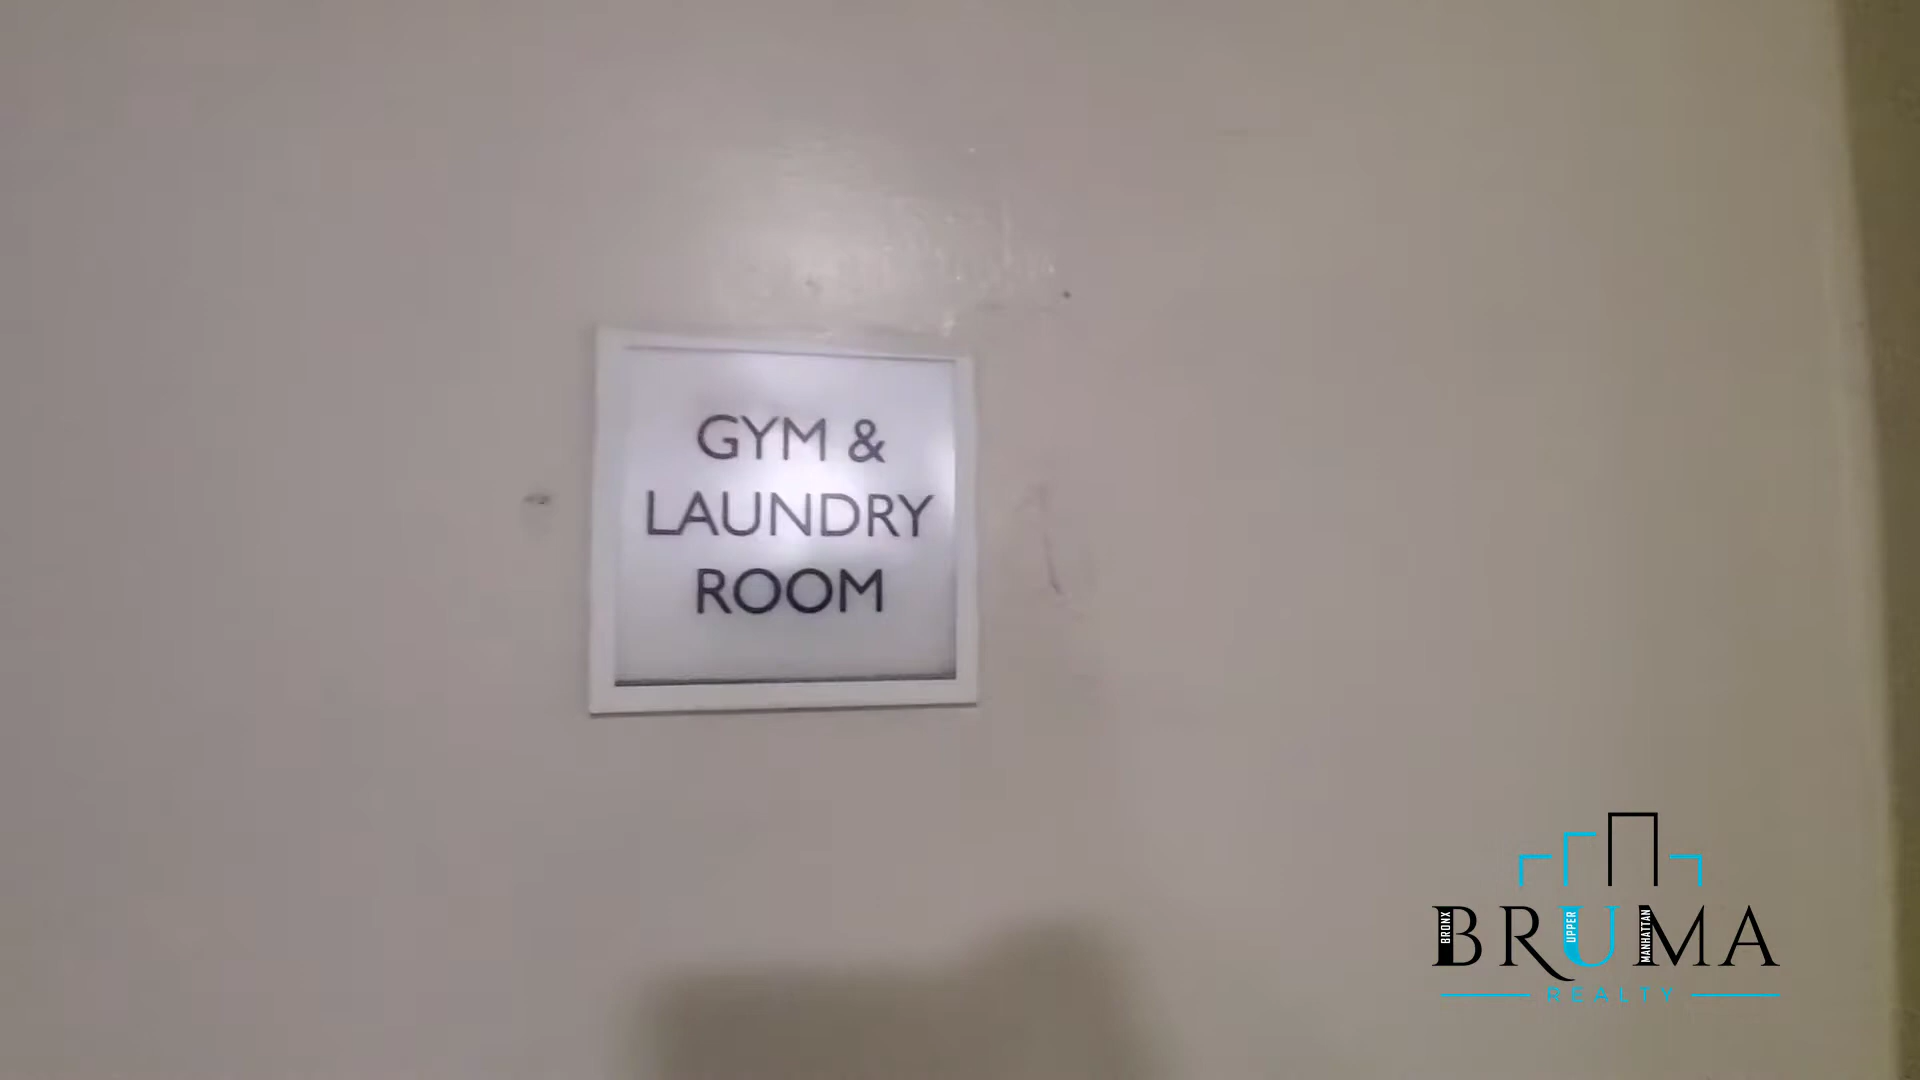 GYM &
LAUNDRY
ROOM
BRONX
UPPER
MANHATTAN
BRUMA
REALTY